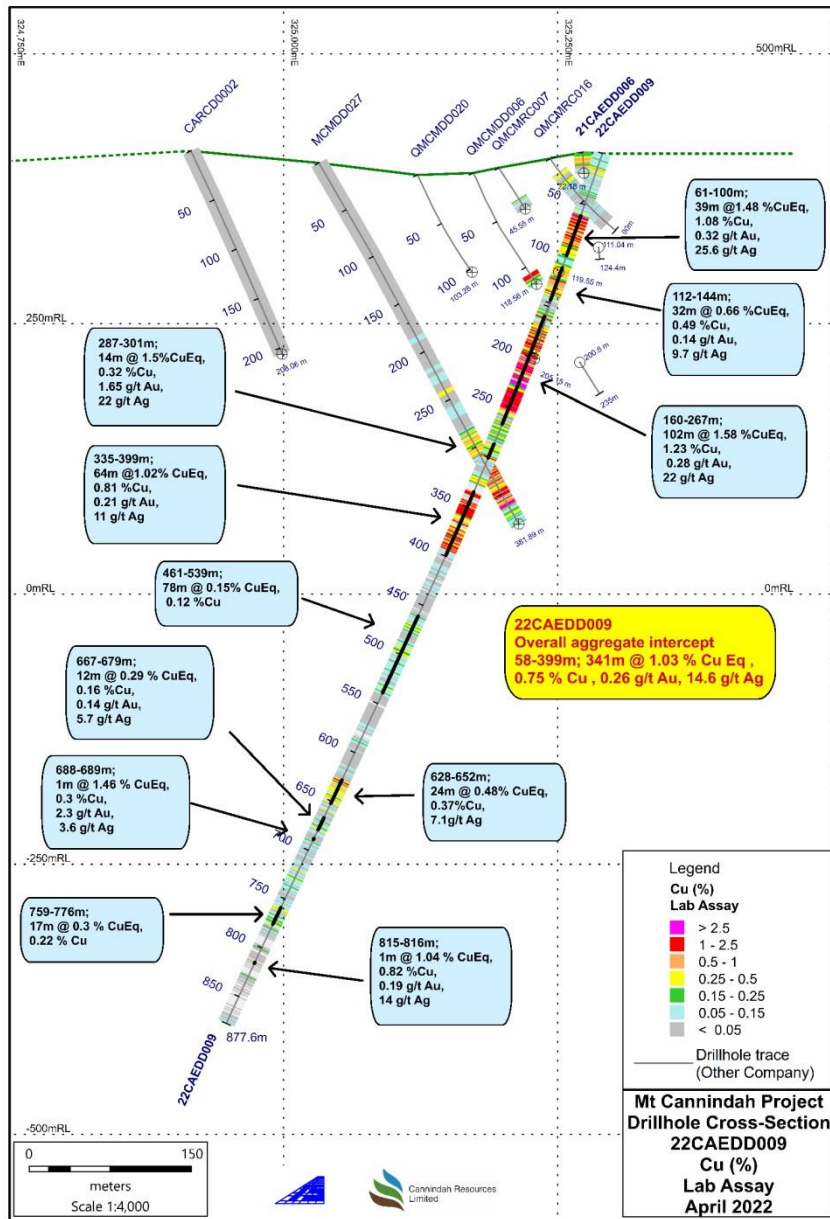 324,750mE
325,000mE
325,250mE
500mRL
CARCD0002
MCMDD027
QMCMDD020
QMCMDD006
QMCMRC007
QMCMRC016
21CAEDD006
22CAEDD009
50
100
150
200
208.06 m
50
100
150
200
250
381.89 m
50
103.28 m
50
100
118.56 m
45.56 m
22.18 m
90m
111.04 m
124.4m
119.55 m
200.8 m
235m
50
100
200
250
350
400
450
500
550
600
650
700
750
800
850
877.6m
22CAEDD009
250mRL
250mRL
0mRL
0mRL
-250mRL
-250mRL
-500mRL
-500mRL
61-100m;
39m @1.48 %CuEq,
1.08 %Cu,
0.32 g/t Au,
25.6 g/t Ag
112-144m;
32m @ 0.66 %CuEq,
0.49 %Cu,
0.14 g/t Au,
9.7 g/t Ag
160-267m;
102m @ 1.58 %CuEq,
1.23 %Cu,
0.28 g/t Au,
22 g/t Ag
287-301m;
14m @ 1.5%CuEq,
0.32 %Cu,
1.65 g/t Au,
22 g/t Ag
335-399m;
64m @1.02% CuEq,
0.81 %Cu,
0.21 g/t Au,
11 g/t Ag
461-539m;
78m @ 0.15% CuEq,
0.12 %Cu
22CAEDD009
Overall aggregate intercept
58-399m; 341m @ 1.03 % Cu Eq ,
0.75 % Cu , 0.26 g/t Au, 14.6 g/t Ag
667-679m;
12m @ 0.29 % CuEq,
0.16 %Cu,
0.14 g/t Au,
5.7 g/t Ag
688-689m;
1m @ 1.46 % CuEq,
0.3 %Cu,
2.3 g/t Au,
3.6 g/t Ag
628-652m;
24m @ 0.48% CuEq,
0.37%Cu,
7.1g/t Ag
759-776m;
17m @ 0.3 % CuEq,
0.22 % Cu
815-816m;
1m @ 1.04 % CuEq,
0.82 %Cu,
0.19 g/t Au,
14 g/t Ag
Legend
Cu (%)
Lab Assay
> 2.5
1 - 2.5
0.5 - 1
0.25 - 0.5
0.15 - 0.25
0.05 - 0.15
< 0.05
Drillhole trace
(Other Company)
Mt Cannindah Project
Drillhole Cross-Section
22CAEDD009
Cu (%)
Lab Assay
April 2022
0 150
meters
Scale 1:4,000
Cannindah Resources
Limited